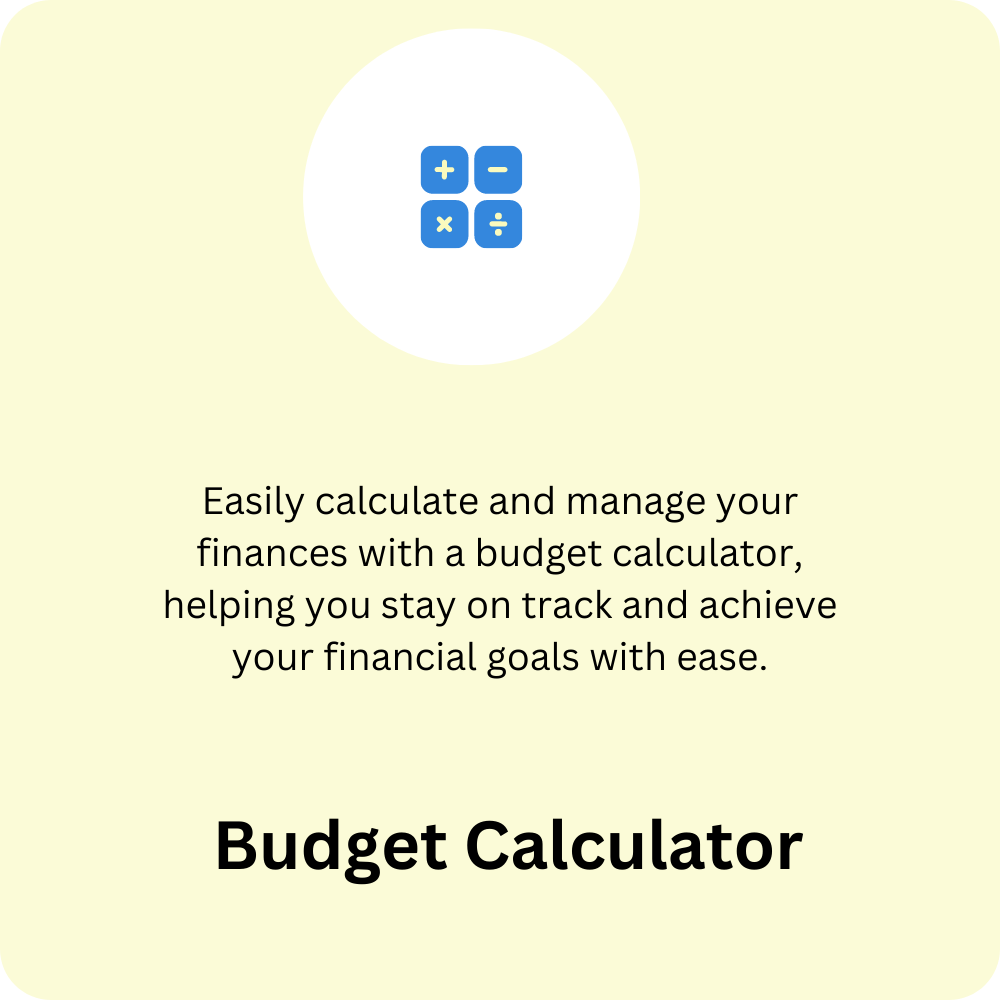 Easily calculate and manage your
finances with a budget calculator,
helping you stay on track and achieve
your financial goals with ease.
Budget Calculator